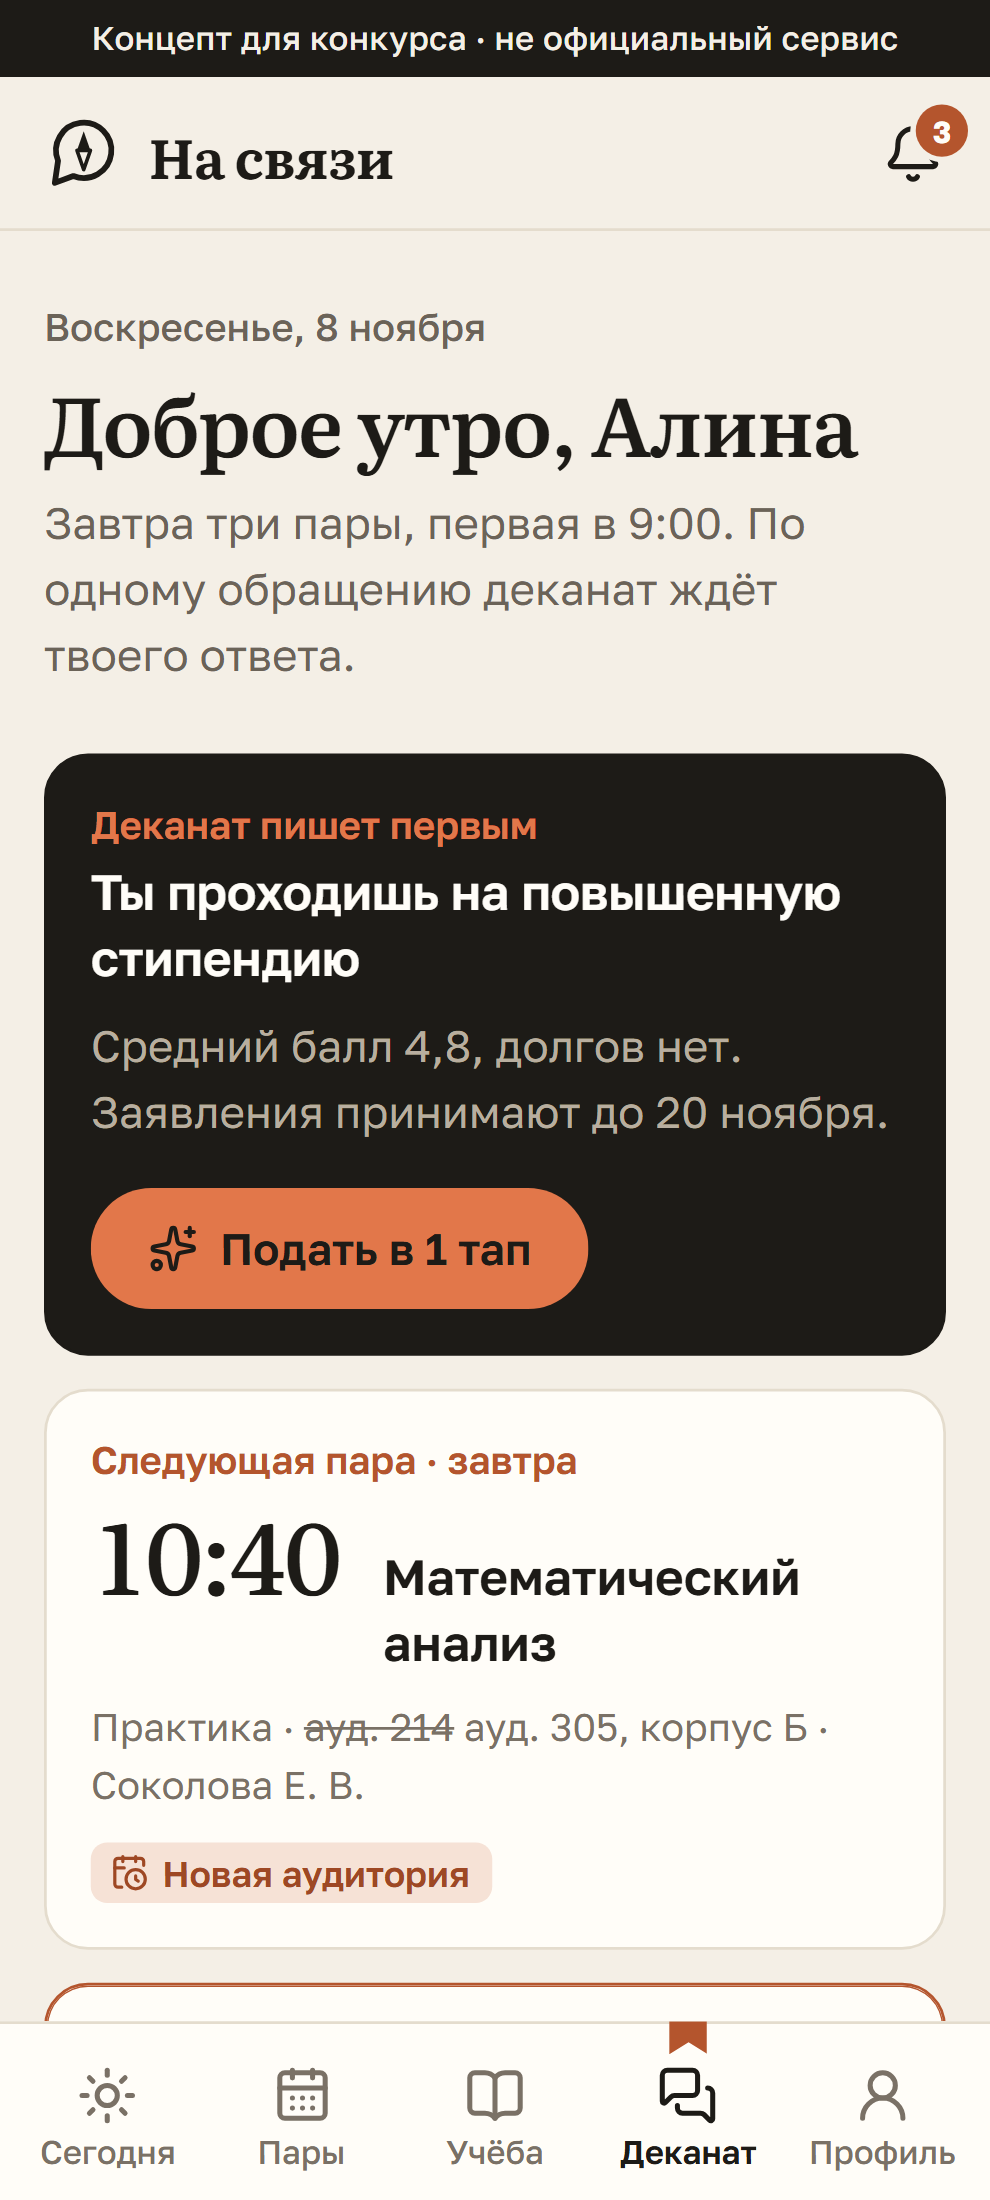 Концепт для конкурса · не официальный сервис
На связи
3
Воскресенье, 8 ноября
Доброе утро, Алина
Завтра три пары, первая в 9:00. По
одному обращению деканат ждёт
твоего ответа.
Деканат пишет первым
Ты проходишь на повышенную
стипендию
Средний балл 4,8, долгов нет.
Заявления принимают до 20 ноября.
Подать в 1 тап
Следующая пара · завтра
10:40 Математический
анализ
Практика · ауд. 214 ауд. 305, корпус Б ·
Соколова Е. В.
Новая аудитория
Сегодня Пары Учёба Деканат Профиль